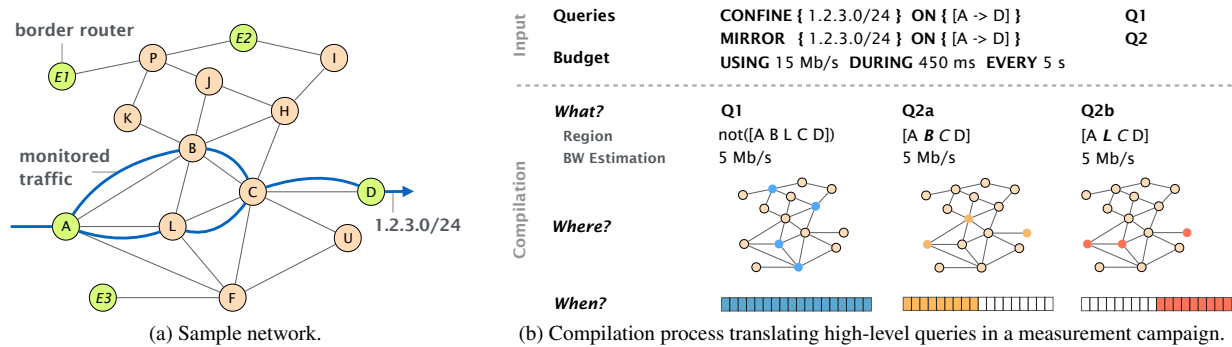 border router
E1
P
E2
I
J
K
H
B
monitored
traffic
C
D
1.2.3.0/24
A
L
U
E3
F
(a) Sample network.
Input
Queries CONFINE { 1.2.3.0/24 } ON { [A -> D] } Q1
MIRROR { 1.2.3.0/24 } ON { [A -> D] } Q2
Budget USING 15 Mb/s DURING 450 ms EVERY 5 s
Compilation
What? Q1 Q2a Q2b
Region not([A B L C D]) [A B C D] [A L C D]
BW Estimation 5 Mb/s 5 Mb/s 5 Mb/s
Where?
When?
(b) Compilation process translating high-level queries in a measurement campaign.